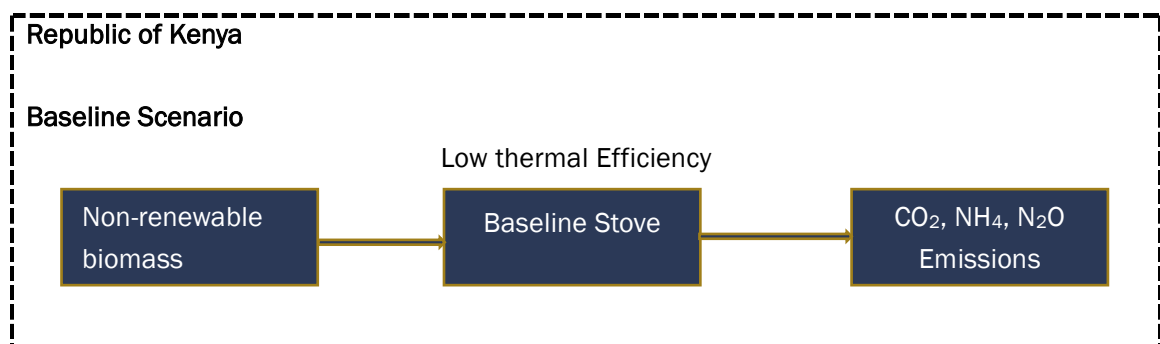 Republic of Kenya
Baseline Scenario
Low thermal Efficiency
Non-renewable
biomass
Baseline Stove
CO₂, NH₄, N₂O
Emissions